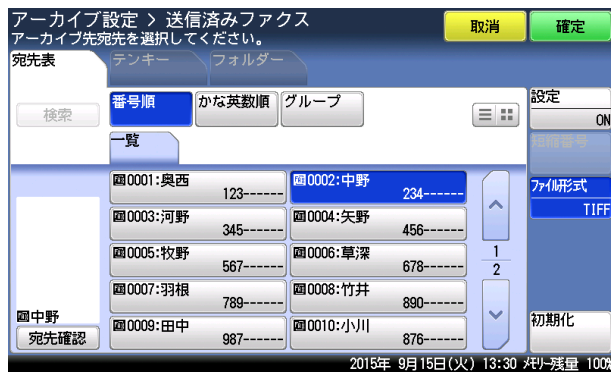 アーカイブ設定 > 送信済みファクス
アーカイブ先宛先を選択してください。
取消
確定
宛先表
テンキー
フォルダー
検索
番号順
かな英数順
グループ
一覧
設定
ON
短縮番号
ファイル形式
TIFF
0001:奥西
123------
0002:中野
234------
0003:河野
345------
0004:矢野
456------
0005:牧野
567------
0006:草深
678------
0007:羽根
789------
0008:竹井
890------
0009:田中
987------
0010:小川
876------
1
2
中野
宛先確認
初期化
2015年 9月15日(火) 13:30 メモリー残量 100%